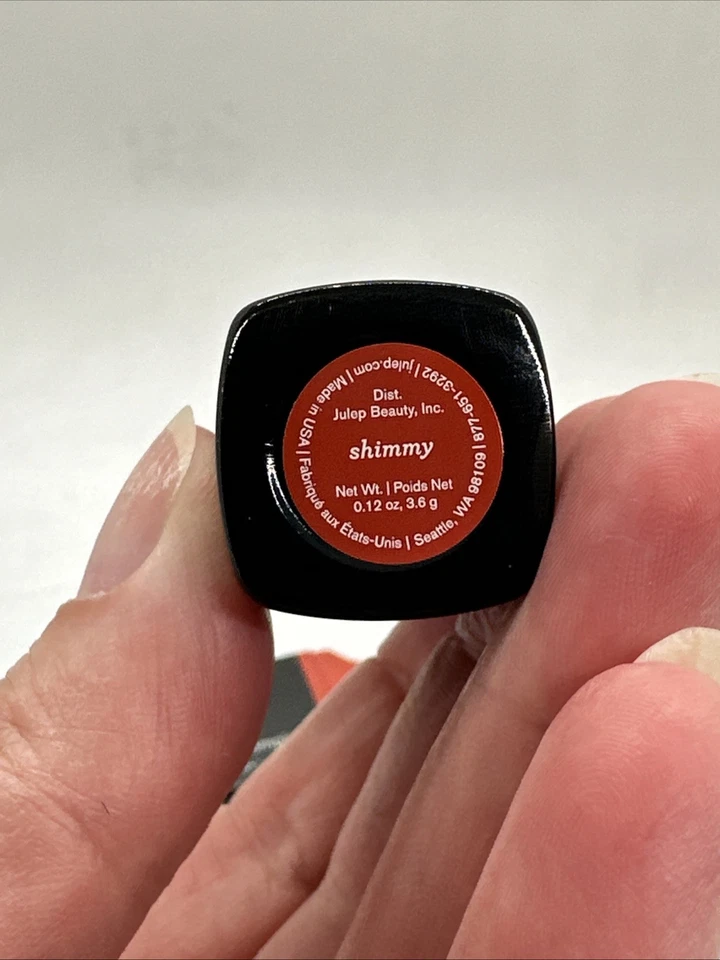 Dist.
Julep Beauty, Inc.
shimmy
Net Wt. | Poids Net
0.12 oz, 3.6 g
julep.com | Made in USA | Fabriqué aux États-Unis | Seattle, WA 98109 | 877-651-3292 |